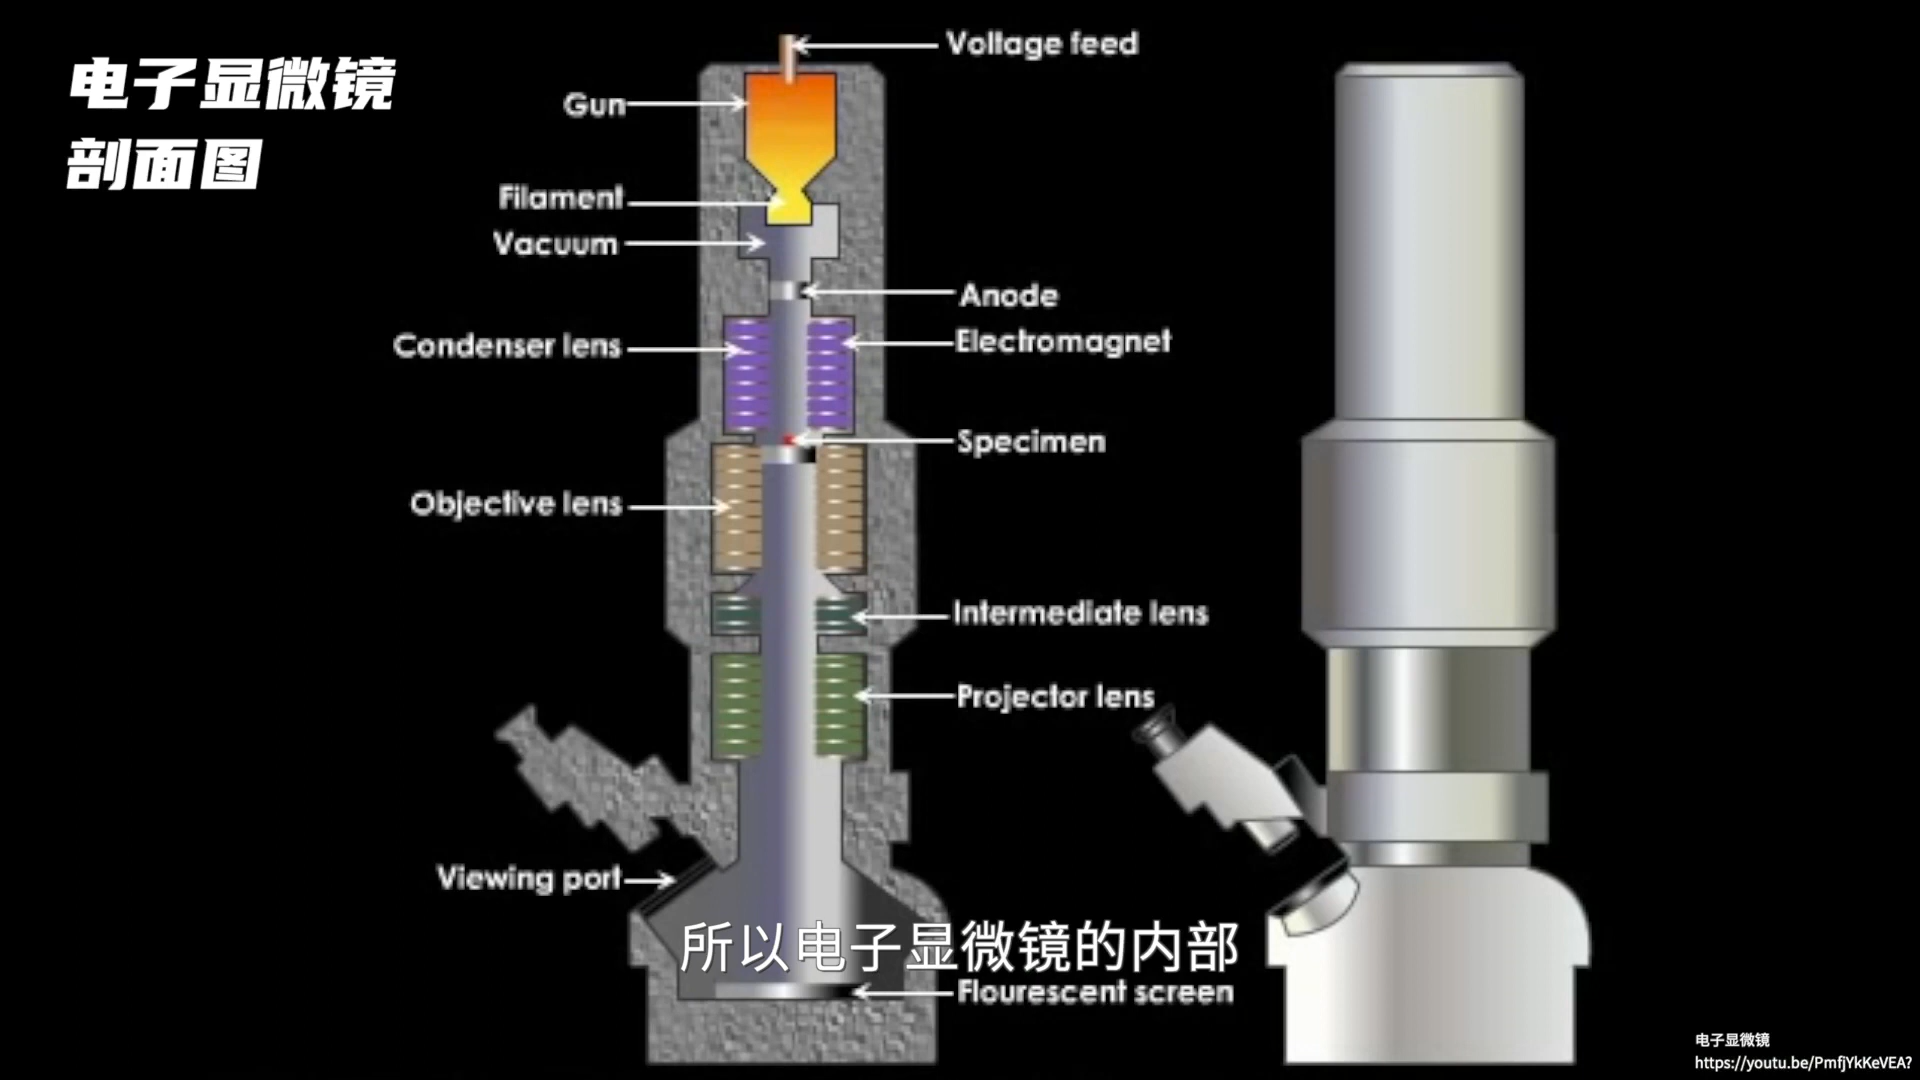 电子显微镜
剖面图
Voltage feed
Gun
Filament
Vacuum
Anode
Electromagnet
Condenser lens
Specimen
Objective lens
Intermediate lens
Projector lens
Viewing port
所以电子显微镜的内部
Flourescent screen
电子显微镜
https://youtu.be/PmfjYkKeVEA?